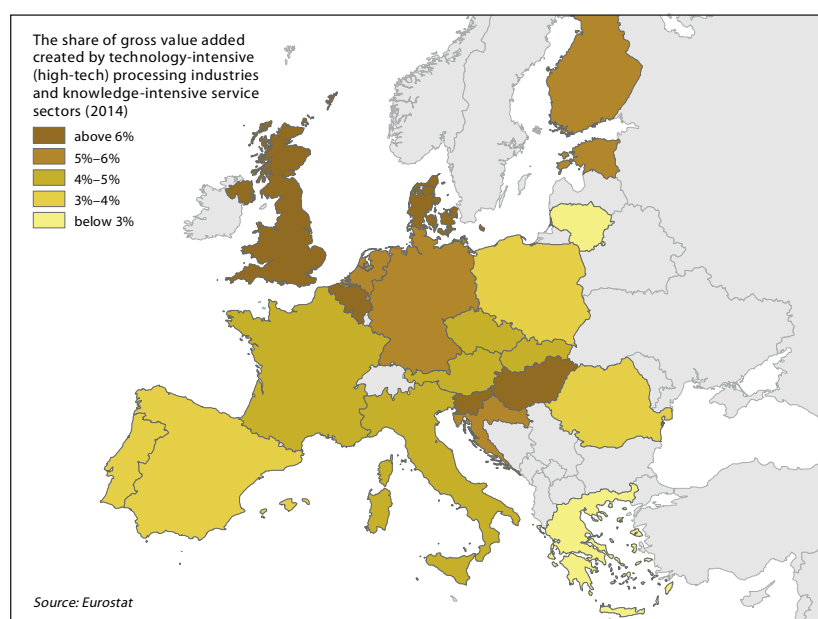 The share of gross value added
created by technology-intensive
(high-tech) processing industries
and knowledge-intensive service
sectors (2014)
above 6%
5%–6%
4%–5%
3%–4%
below 3%
Source: Eurostat